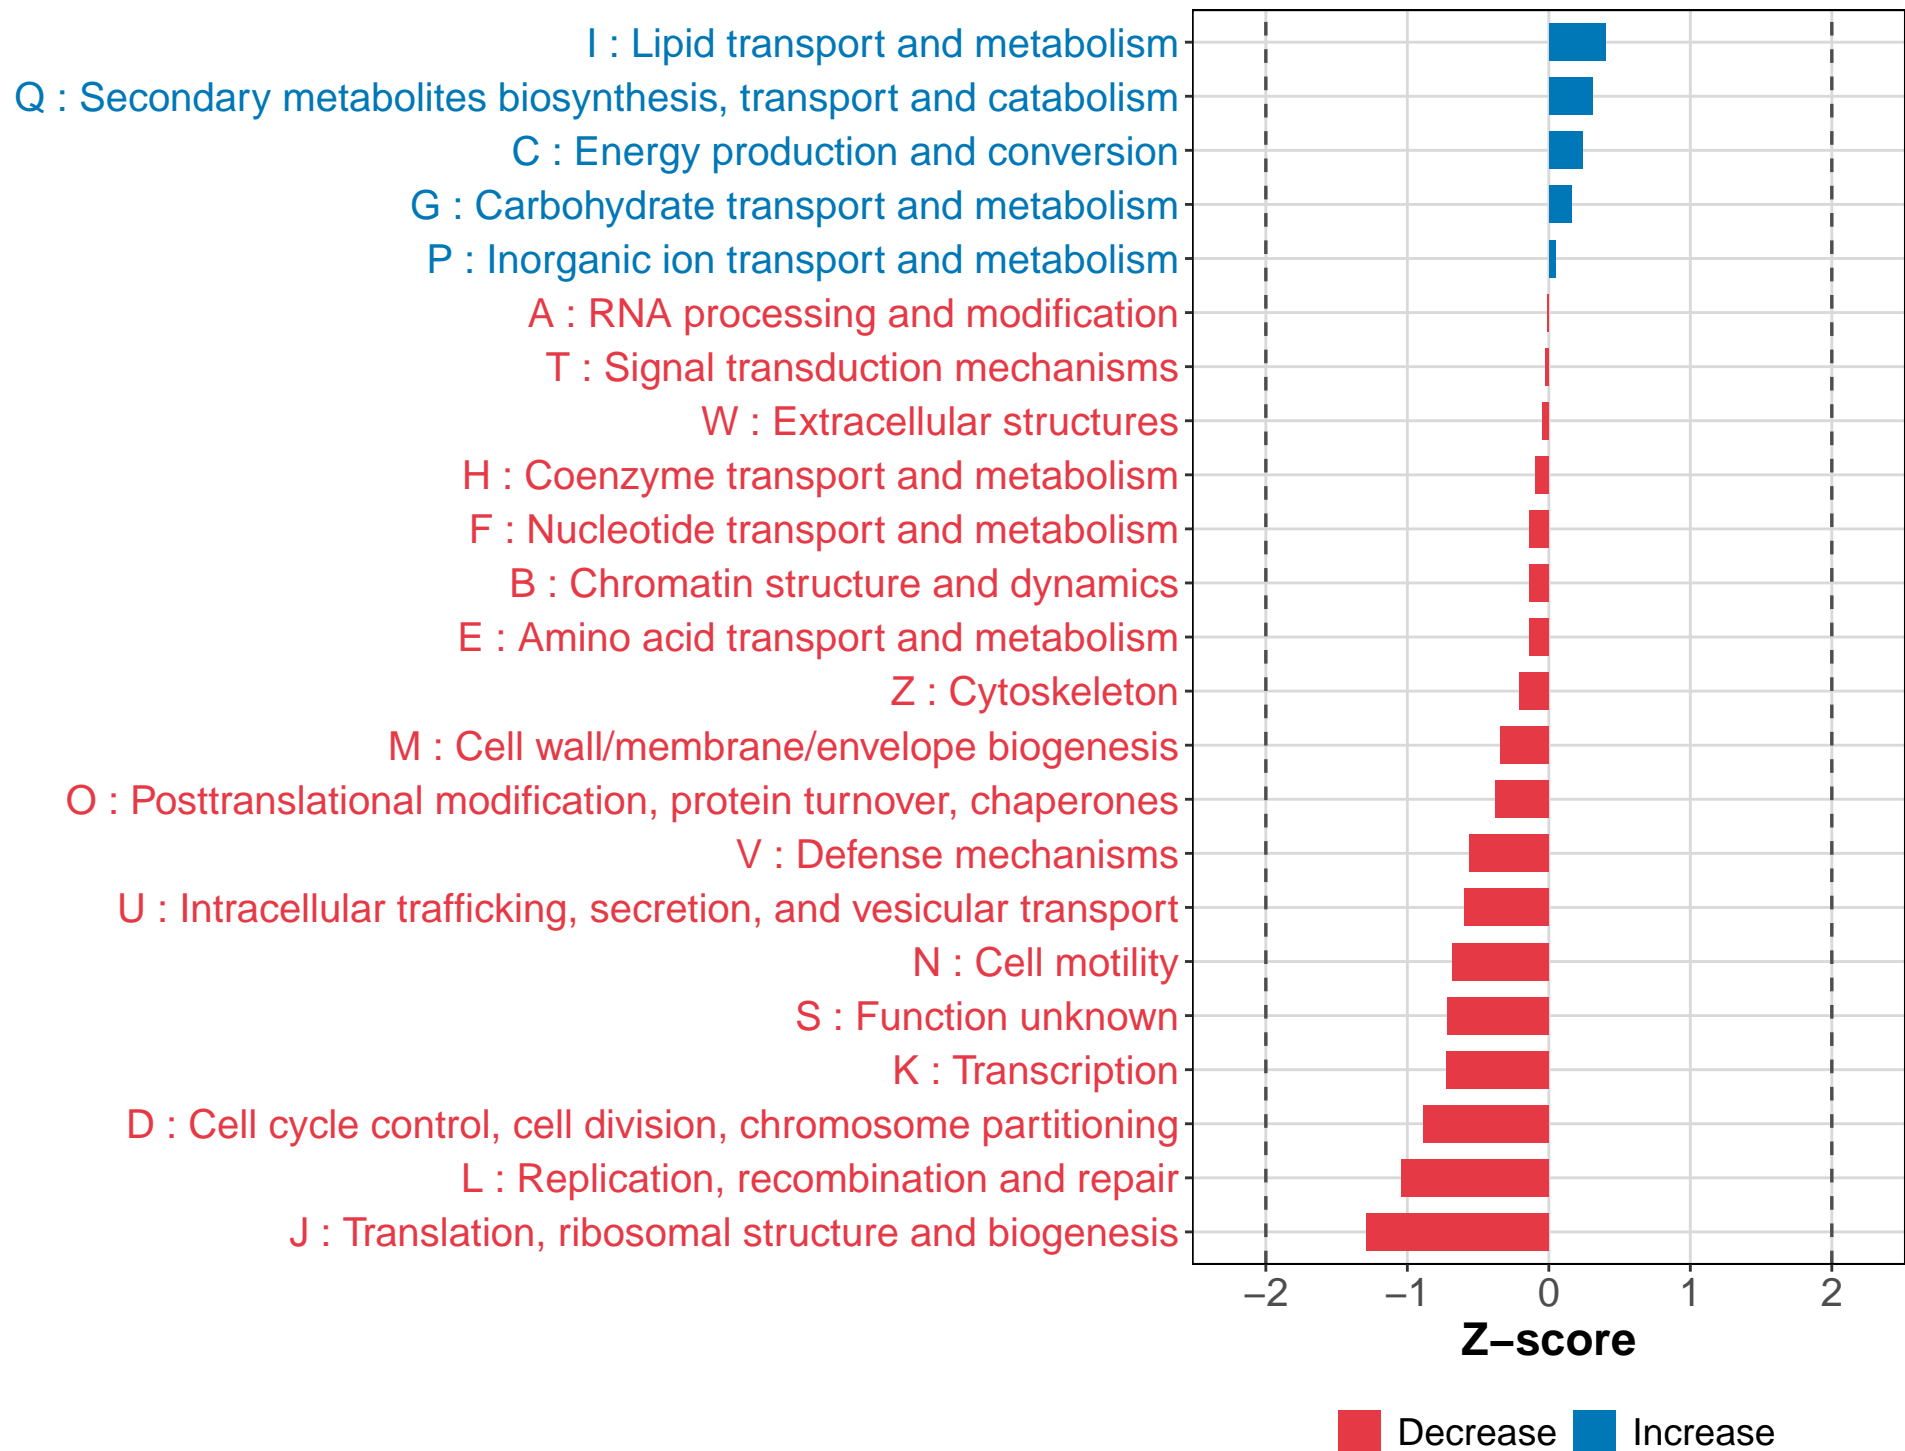 I : Lipid transport and metabolism
Q : Secondary metabolites biosynthesis, transport and catabolism
C : Energy production and conversion
G : Carbohydrate transport and metabolism
P : Inorganic ion transport and metabolism
A : RNA processing and modification
T : Signal transduction mechanisms
W : Extracellular structures
H : Coenzyme transport and metabolism
F : Nucleotide transport and metabolism
B : Chromatin structure and dynamics
E : Amino acid transport and metabolism
Z : Cytoskeleton
M : Cell wall/membrane/envelope biogenesis
O : Posttranslational modification, protein turnover, chaperones
V : Defense mechanisms
U : Intracellular trafficking, secretion, and vesicular transport
N : Cell motility
S : Function unknown
K : Transcription
D : Cell cycle control, cell division, chromosome partitioning
L : Replication, recombination and repair
J : Translation, ribosomal structure and biogenesis
−2 −1 0 1 2
Z−score
Decrease Increase